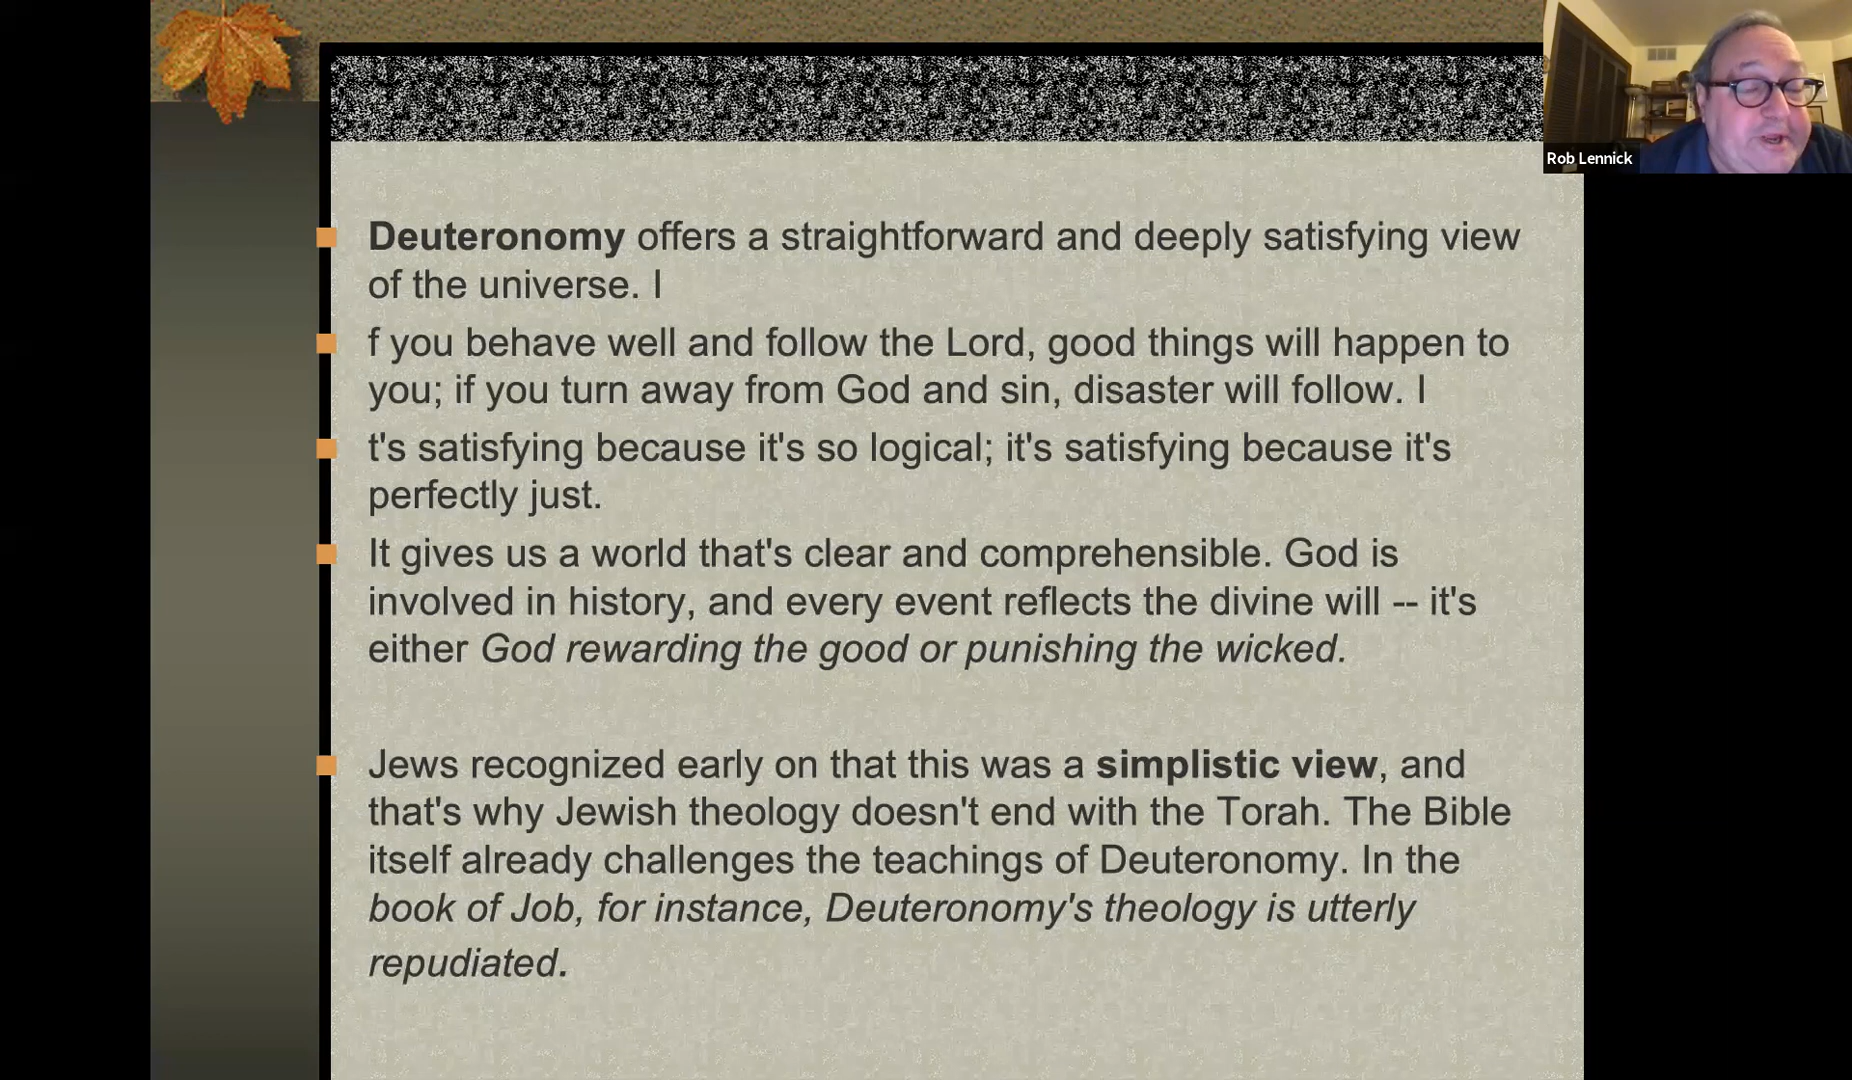 Rob Lennick
Deuteronomy offers a straightforward and deeply satisfying view
of the universe. I
f you behave well and follow the Lord, good things will happen to
you; if you turn away from God and sin, disaster will follow. I
t's satisfying because it's so logical; it's satisfying because it's
perfectly just.
It gives us a world that's clear and comprehensible. God is
involved in history, and every event reflects the divine will -- it's
either God rewarding the good or punishing the wicked.
Jews recognized early on that this was a simplistic view, and
that's why Jewish theology doesn't end with the Torah. The Bible
itself already challenges the teachings of Deuteronomy. In the
book of Job, for instance, Deuteronomy's theology is utterly
repudiated.